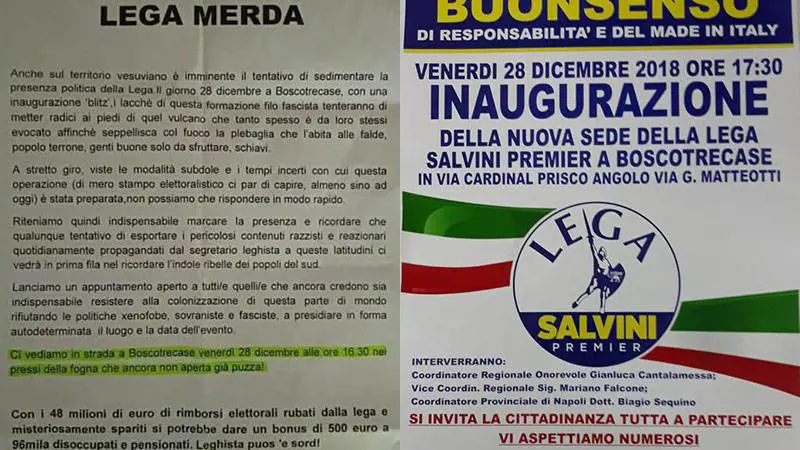 LEGA MERDA
Anche sul territorio vesuviano è imminente il tentativo di sedimentare la
presenza politica della Lega.Il giorno 28 dicembre a Boscotrecase, con una
inaugurazione 'blitz',i lacchè di questa formazione filo fascista tenteranno di
metter radici ai piedi di quel vulcano che tanto spesso è da loro stessi
evocato affinchè seppellisca col fuoco la plebaglia che l'abita alle falde,
popolo terrone, genti buone solo da sfruttare, schiavi.
A stretto giro, viste le modalità subdole e i tempi incerti con cui questa
operazione (di mero stampo elettoralistico ci par di capire, almeno sino ad
oggi) è stata preparata,non possiamo che rispondere in modo rapido.
Riteniamo quindi indispensabile marcare la presenza e ricordare che
qualunque tentativo di esportare i pericolosi contenuti razzisti e reazionari
quotidianamente propagandati dal segretario leghista a queste latitudini ci
vedrà in prima fila nel ricordare l'indole ribelle dei popoli del sud.
Lanciamo un appuntamento aperto a tutti/e quelli/e che ancora credono sia
indispensabile resistere alla colonizzazione di questa parte di mondo
rifiutando le politiche xenofobe, sovraniste e fasciste, a presidiare in forma
autodeterminata il luogo e la data dell'evento.
Ci vediamo in strada a Boscotrecase venerdì 28 dicembre alle ore 16.30 nei
pressi della fogna che ancora non aperta già puzza!
Con i 48 milioni di euro di rimborsi elettorali rubati dalla lega e
misteriosamente spariti si potrebbe dare un bonus di 500 euro a
96mila disoccupati e pensionati. Leghista puos 'e sord!
BUONSENSO
DI RESPONSABILITA' E DEL MADE IN ITALY
VENERDI 28 DICEMBRE 2018 ORE 17:30
INAUGURAZIONE
DELLA NUOVA SEDE DELLA LEGA
SALVINI PREMIER A BOSCOTRECASE
IN VIA CARDINAL PRISCO ANGOLO VIA G. MATTEOTTI
LEGA
SALVINI
PREMIER
INTERVERRANNO:
Coordinatore Regionale Onorevole Gianluca Cantalamessa;
Vice Coordin. Regionale Sig. Mariano Falcone;
Coordinatore Provinciale di Napoli Dott. Biagio Sequino
SI INVITA LA CITTADINANZA TUTTA A PARTECIPARE
VI ASPETTIAMO NUMEROSI